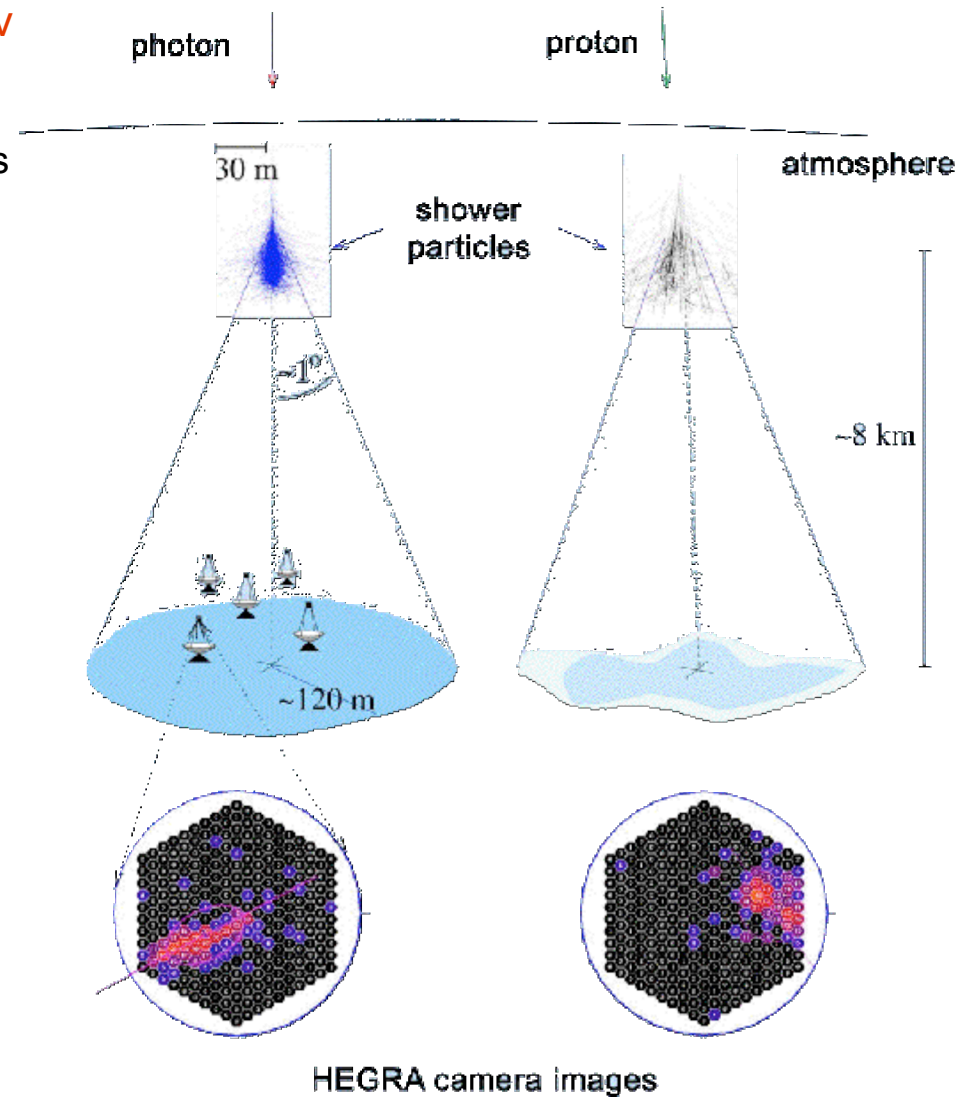 v
photon
proton
s
30 m
atmosphere
shower
particles
~1°
~8 km
~120 m
HEGRA camera images